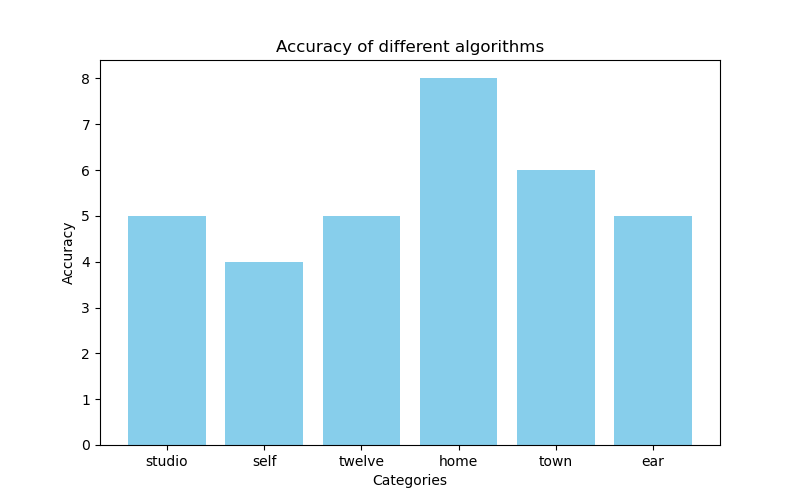 Accuracy of different algorithms
Accuracy
8
7
6
5
4
3
2
1
0
studio self twelve home town ear
Categories